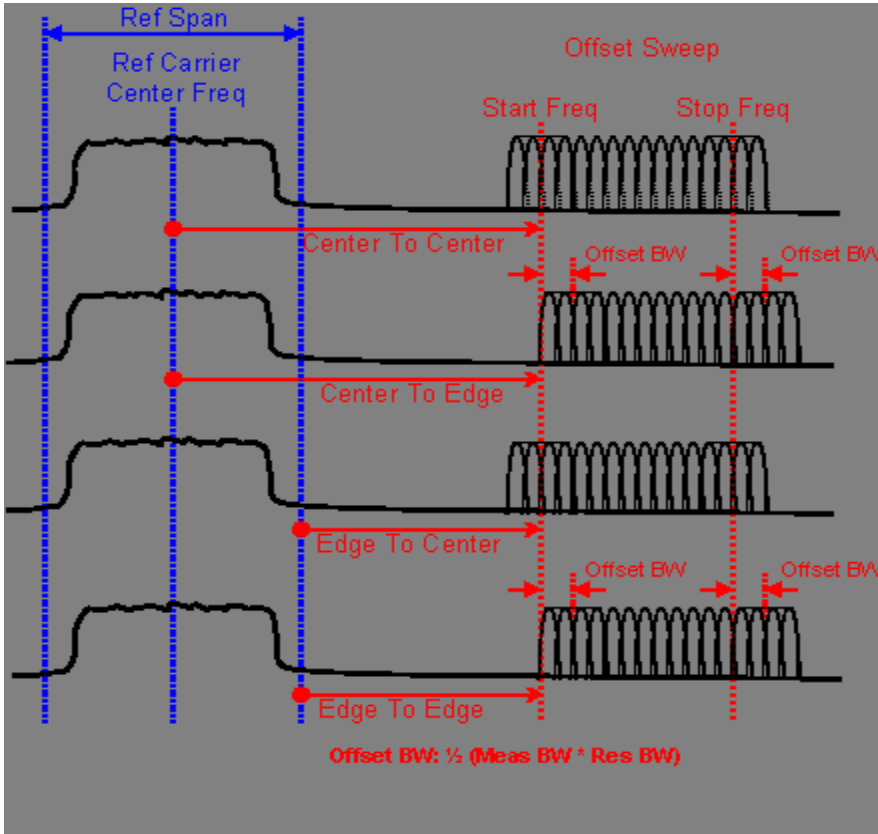 Ref Span
Offset Sweep
Ref Carrier
Center Freq
Start Freq
Stop Freq
Center To Center
Offset BW
Offset BW
Center To Edge
Edge To Center
Offset BW
Offset BW
Edge To Edge
Offset BW: ½ (Meas BW * Res BW)